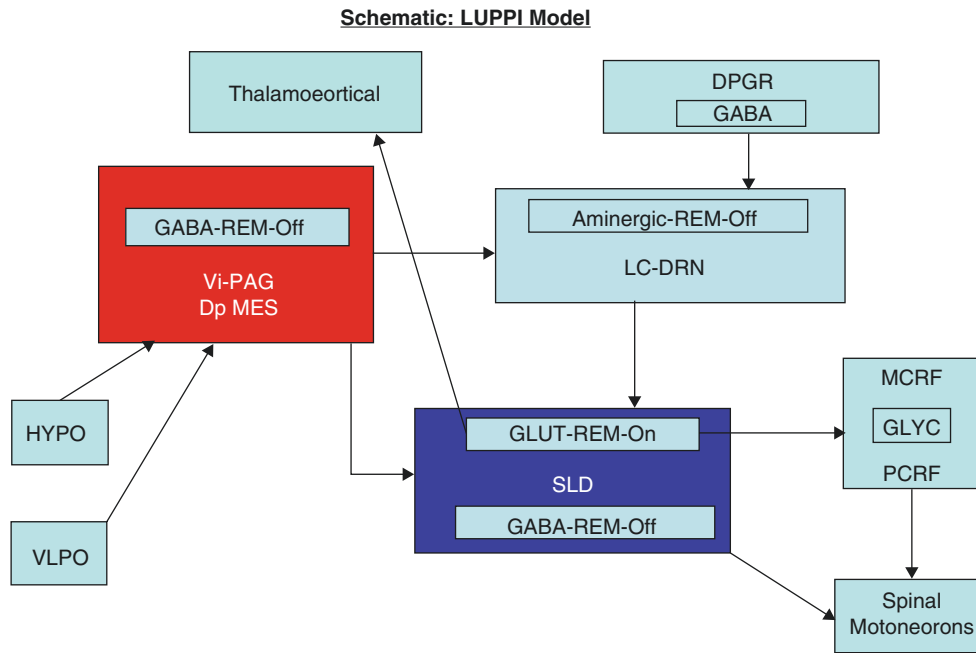 Schematic: LUPPI Model
Thalamoeortical
DPGR
GABA
GABA-REM-Off
Vi-PAG
Dp MES
Aminergic-REM-Off
LC-DRN
HYPO
VLPO
GLUT-REM-On
SLD
GABA-REM-Off
MCRF
GLYC
PCRF
Spinal
Motoneorons